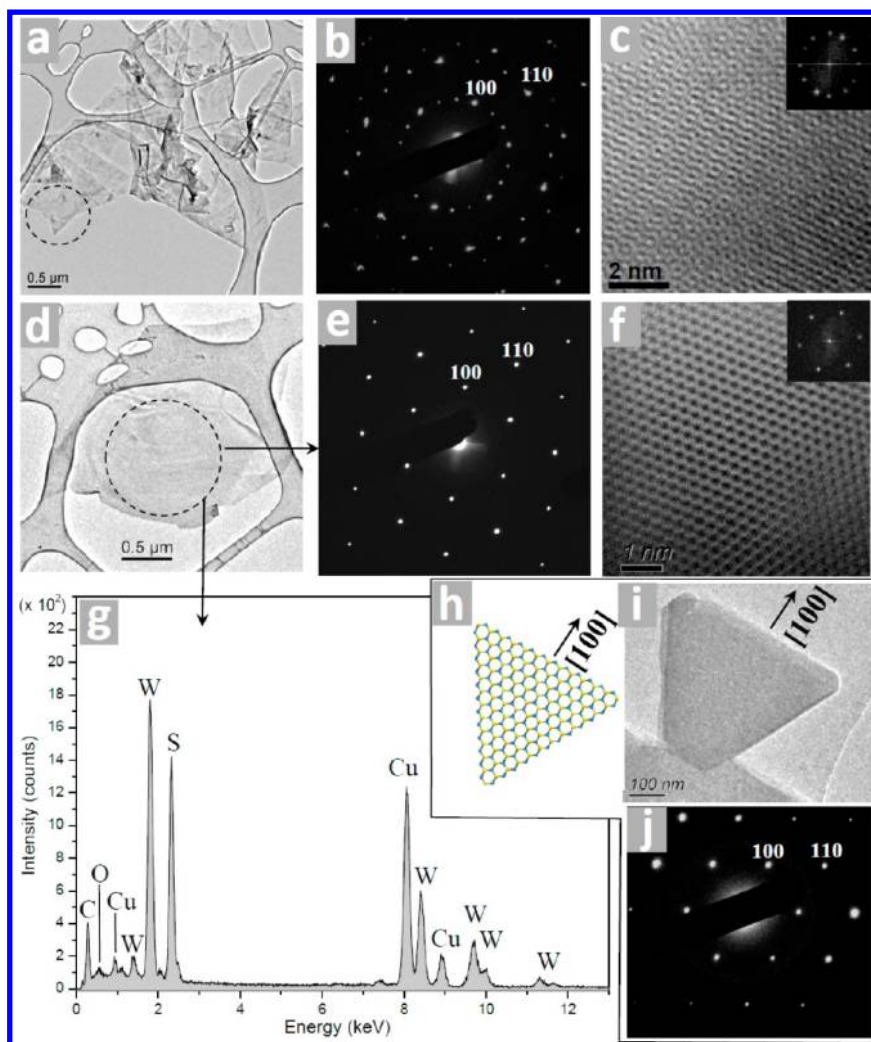 a
0.5 µm
b
100
110
c
2 nm
d
0.5 µm
e
100
110
f
1 nm
g
(x 10²)
22
20
18
16
14
12
10
8
6
4
2
0
Intensity (counts)
C
O
Cu
W
W
S
Cu
W
Cu
W
W
W
0 2 4 6 8 10 12
Energy (keV)
h
[100]
i
[100]
100 nm
j
100
110